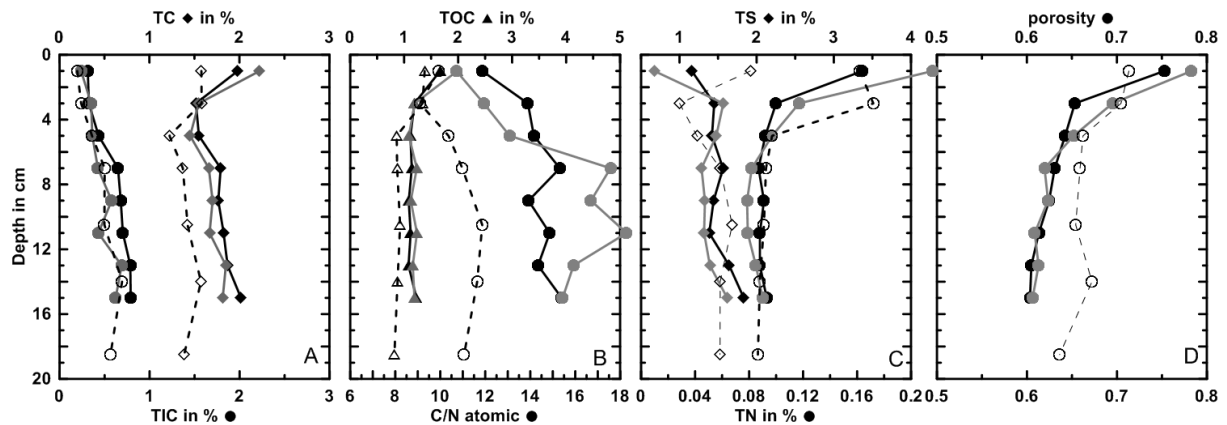 TC ◆ in %
TOC ▲ in %
TS ◆ in %
porosity ●
0 1 2 3
0 1 2 3 4 5
1 2 3 4
0.5 0.6 0.7 0.8
Depth in cm
0
2
4
6
8
10
12
14
16
18
20
A
B
C
D
0 1 2 3
6 8 10 12 14 16 18
0 0.04 0.08 0.12 0.16 0.2
0.5 0.6 0.7 0.8
TIC in % ●
C/N atomic ●
TN in % ●